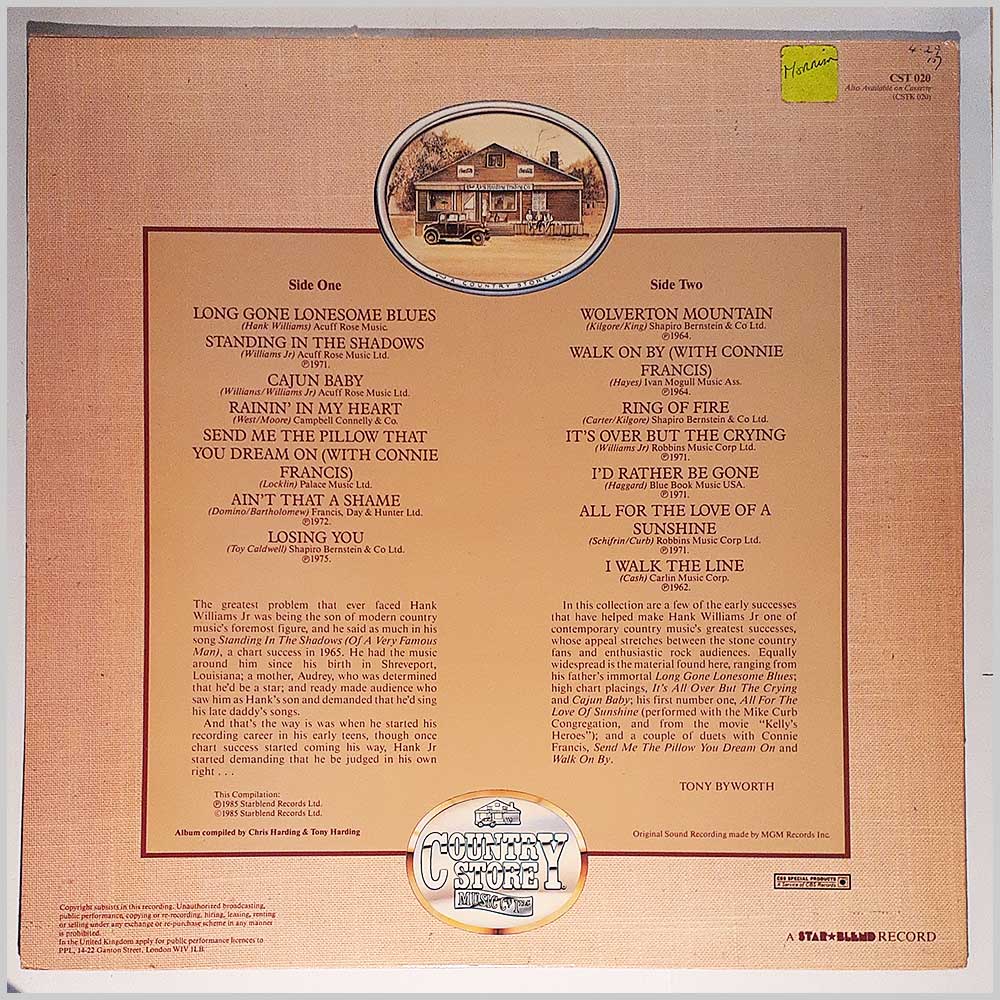 Morrison
4.29
CST 020
Also Available on Cassette
(CSTK 020)
Coca-Cola
Coca-Cola
A COUNTRY STORE
Side One
LONG GONE LONESOME BLUES
(Hank Williams) Acuff Rose Music.
STANDING IN THE SHADOWS
(Williams Jr) Acuff Rose Music Ltd.
℗1971.
CAJUN BABY
(Williams/Williams Jr) Acuff Rose Music Ltd.
RAININ' IN MY HEART
(West/Moore) Campbell Connelly & Co.
SEND ME THE PILLOW THAT
YOU DREAM ON (WITH CONNIE
FRANCIS)
(Locklin) Palace Music Ltd.
AIN'T THAT A SHAME
(Domino/Bartholomew) Francis, Day & Hunter Ltd.
℗1972.
LOSING YOU
(Toy Caldwell) Shapiro Bernstein & Co Ltd.
℗1975.
Side Two
WOLVERTON MOUNTAIN
(Kilgore/King) Shapiro Bernstein & Co Ltd.
℗1964.
WALK ON BY (WITH CONNIE
FRANCIS)
(Hayes) Ivan Mogull Music Ass.
℗1964.
RING OF FIRE
(Carter/Kilgore) Shapiro Bernstein & Co Ltd.
IT'S OVER BUT THE CRYING
(Williams Jr) Robbins Music Corp Ltd.
℗1971.
I'D RATHER BE GONE
(Haggard) Blue Book Music USA.
℗1971.
ALL FOR THE LOVE OF A
SUNSHINE
(Schifrin/Curb) Robbins Music Corp Ltd.
℗1971.
I WALK THE LINE
(Cash) Carlin Music Corp.
℗1962.
The greatest problem that ever faced Hank
Williams Jr was being the son of modern country
music's foremost figure, and he said as much in his
song Standing In The Shadows (Of A Very Famous
Man), a chart success in 1965. He had the music
around him since his birth in Shreveport,
Louisiana; a mother, Audrey, who was determined
that he'd be a star; and ready made audience who
saw him as Hank's son and demanded that he'd sing
his late daddy's songs.
And that's the way is was when he started his
recording career in his early teens, though once
chart success started coming his way, Hank Jr
started demanding that he be judged in his own
right . . .
In this collection are a few of the early successes
that have helped make Hank Williams Jr one of
contemporary country music's greatest successes,
whose appeal stretches between the stone country
fans and enthusiastic rock audiences. Equally
widespread is the material found here, ranging from
his father's immortal Long Gone Lonesome Blues;
high chart placings, It's All Over But The Crying
and Cajun Baby; his first number one, All For The
Love Of Sunshine (performed with the Mike Curb
Congregation, and from the movie "Kelly's
Heroes"); and a couple of duets with Connie
Francis, Send Me The Pillow You Dream On and
Walk On By.
TONY BYWORTH
This Compilation:
℗1985 Starblend Records Ltd.
©1985 Starblend Records Ltd.
Album compiled by Chris Harding & Tony Harding
Original Sound Recording made by MGM Records Inc.
COUNTRY
STORE
MUSIC CO. INC
CBS SPECIAL PRODUCTS
A Service of CBS Records
Copyright subsists in this recording. Unauthorized broadcasting,
public performance, copying or re-recording, hiring, leasing, renting
or selling under any exchange or re-purchase scheme in any manner
is prohibited.
In the United Kingdom apply for public performance licences to
PPL, 14-22 Ganton Street, London W1V 1LB.
A STAR★BLEND RECORD